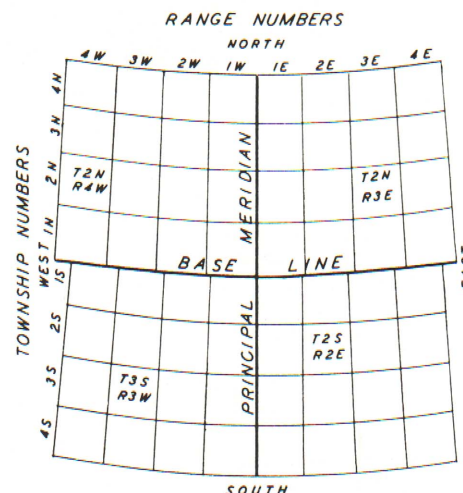 RANGE NUMBERS
NORTH
4W 3W 2W 1W 1E 2E 3E 4E
TOWNSHIP NUMBERS
4N
3N
2N
1N
WEST
1S
2S
3S
4S
MERIDIAN
T2N
R4W
T2N
R3E
BASE LINE
PRINCIPAL
T2S
R2E
T3S
R3W
SOUTH